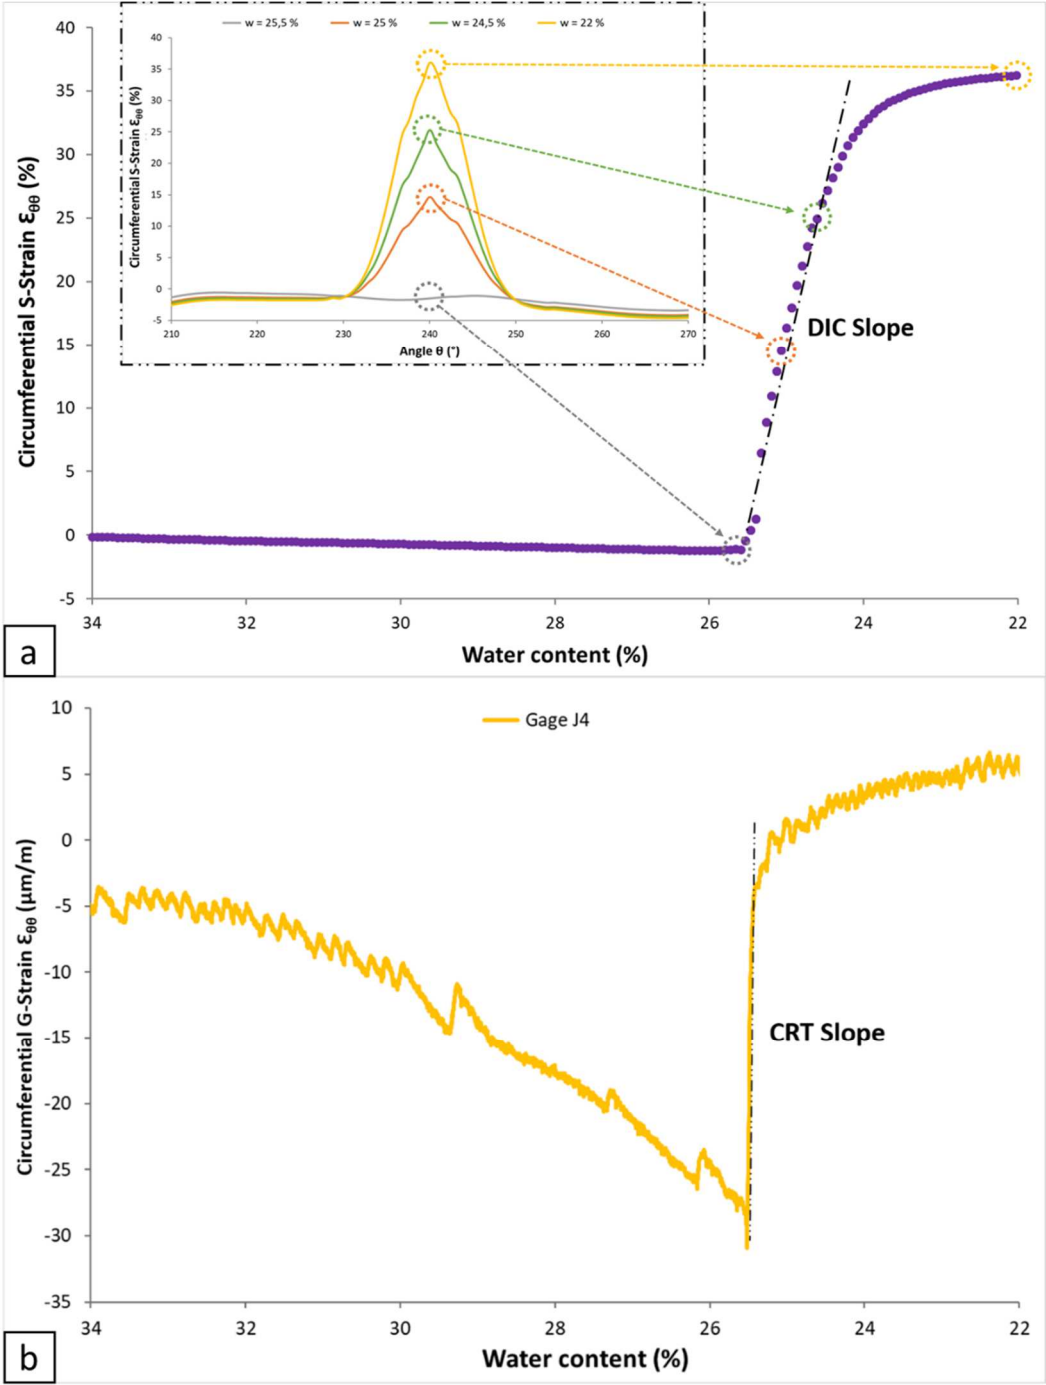 w = 25,5 % w = 25 % w = 24,5 % w = 22 %
40
35
30
25
20
15
10
5
0
-5
Circumferential S-Strain Ɛθθ (%)
210 220 230 240 250 260 270
Angle θ (°)
40
35
30
25
20
15
10
5
0
-5
Circumferential S-Strain Ɛθθ (%)
DIC Slope
34 32 30 28 26 24 22
Water content (%)
a
Gage J4
10
5
0
-5
-10
-15
-20
-25
-30
-35
Circumferential G-Strain Ɛθθ (µm/m)
CRT Slope
34 32 30 28 26 24 22
Water content (%)
b